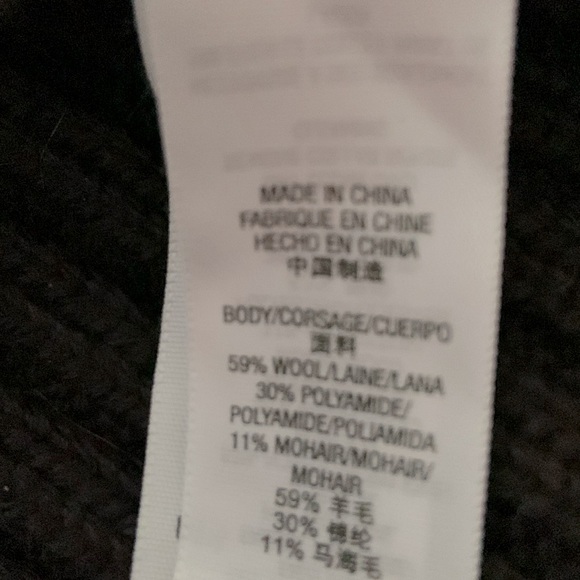 MADE IN CHINA
FABRIQUE EN CHINE
HECHO EN CHINA
中国制造
BODY/CORSAGE/CUERPO
面料
59% WOOL/LAINE/LANA
30% POLYAMIDE/
POLYAMIDE/POLIAMIDA
11% MOHAIR/MOHAIR/
MOHAIR
59% 羊毛
30% 锦纶
11% 马海毛